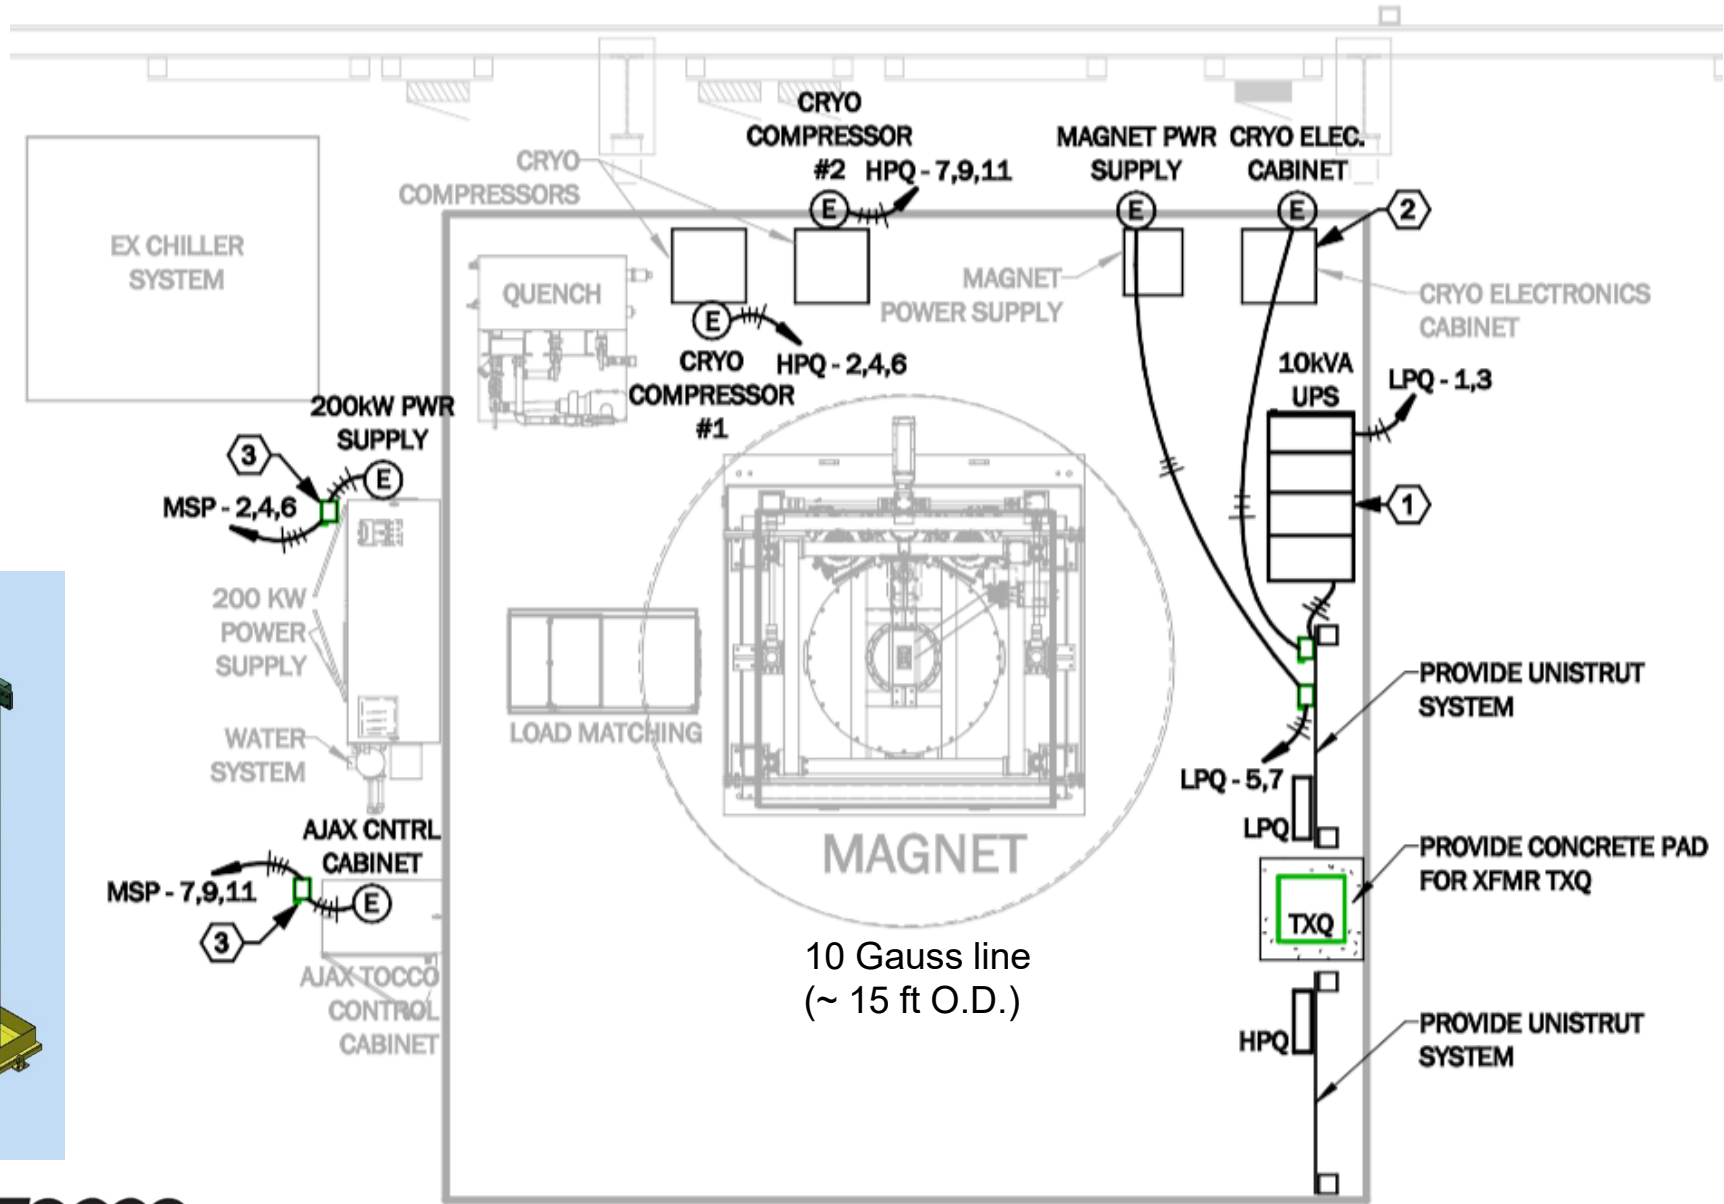 CRYO
COMPRESSOR
#2
HPQ - 7,9,11
MAGNET PWR
SUPPLY
CRYO ELEC.
CABINET
CRYO
COMPRESSORS
2
EX CHILLER
SYSTEM
E
E
E
QUENCH
MAGNET
POWER SUPPLY
CRYO ELECTRONICS
CABINET
E
CRYO
COMPRESSOR
#1
HPQ - 2,4,6
10kVA
UPS
LPQ - 1,3
200kW PWR
SUPPLY
3
E
MSP - 2,4,6
1
200 KW
POWER
SUPPLY
PROVIDE UNISTRUT
SYSTEM
LOAD MATCHING
WATER
SYSTEM
LPQ - 5,7
LPQ
AJAX CNTRL
CABINET
MAGNET
PROVIDE CONCRETE PAD
FOR XFMR TXQ
MSP - 7,9,11
E
TXQ
3
10 Gauss line
(~ 15 ft O.D.)
AJAX TOCCO
CONTROL
CABINET
HPQ
PROVIDE UNISTRUT
SYSTEM